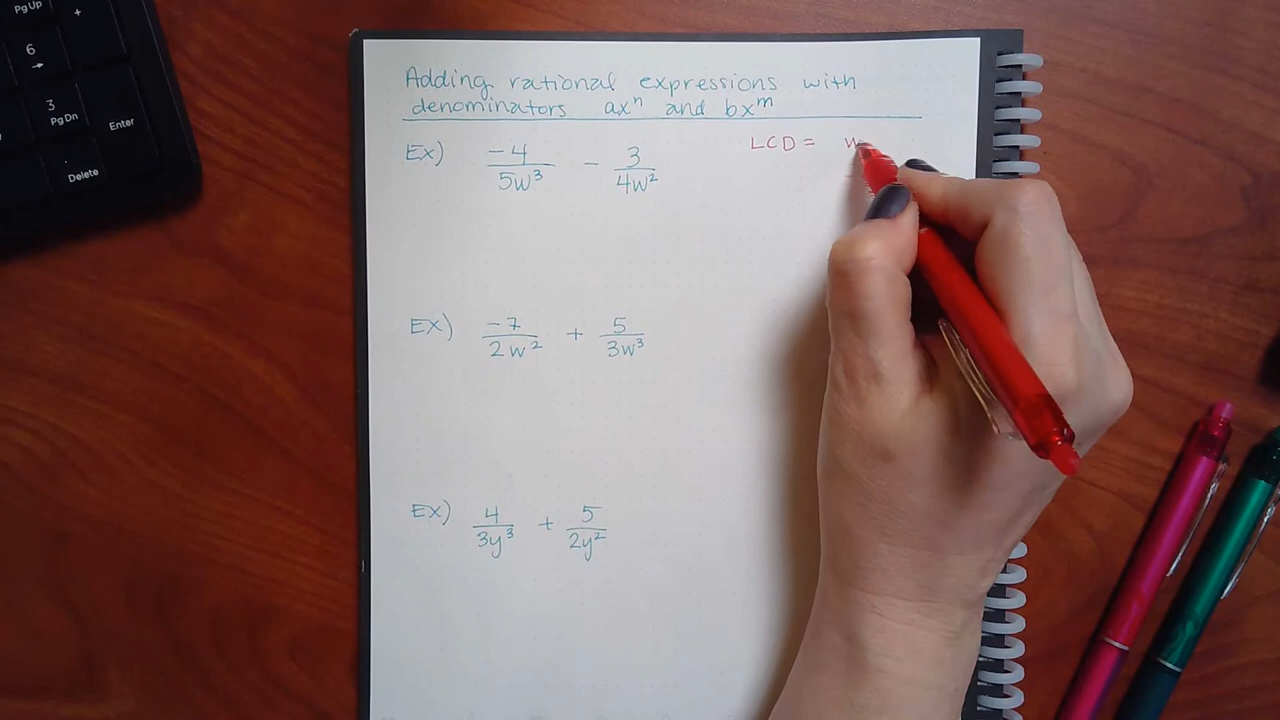 PgUp
+
6
→
3
PgDn
Enter
Delete
Adding rational expressions with
denominators ax^n and bx^m
Ex) -4/5w^3 - 3/4w^2
LCD = w
Ex) -7/2w^2 + 5/3w^3
Ex) 4/3y^3 + 5/2y^2